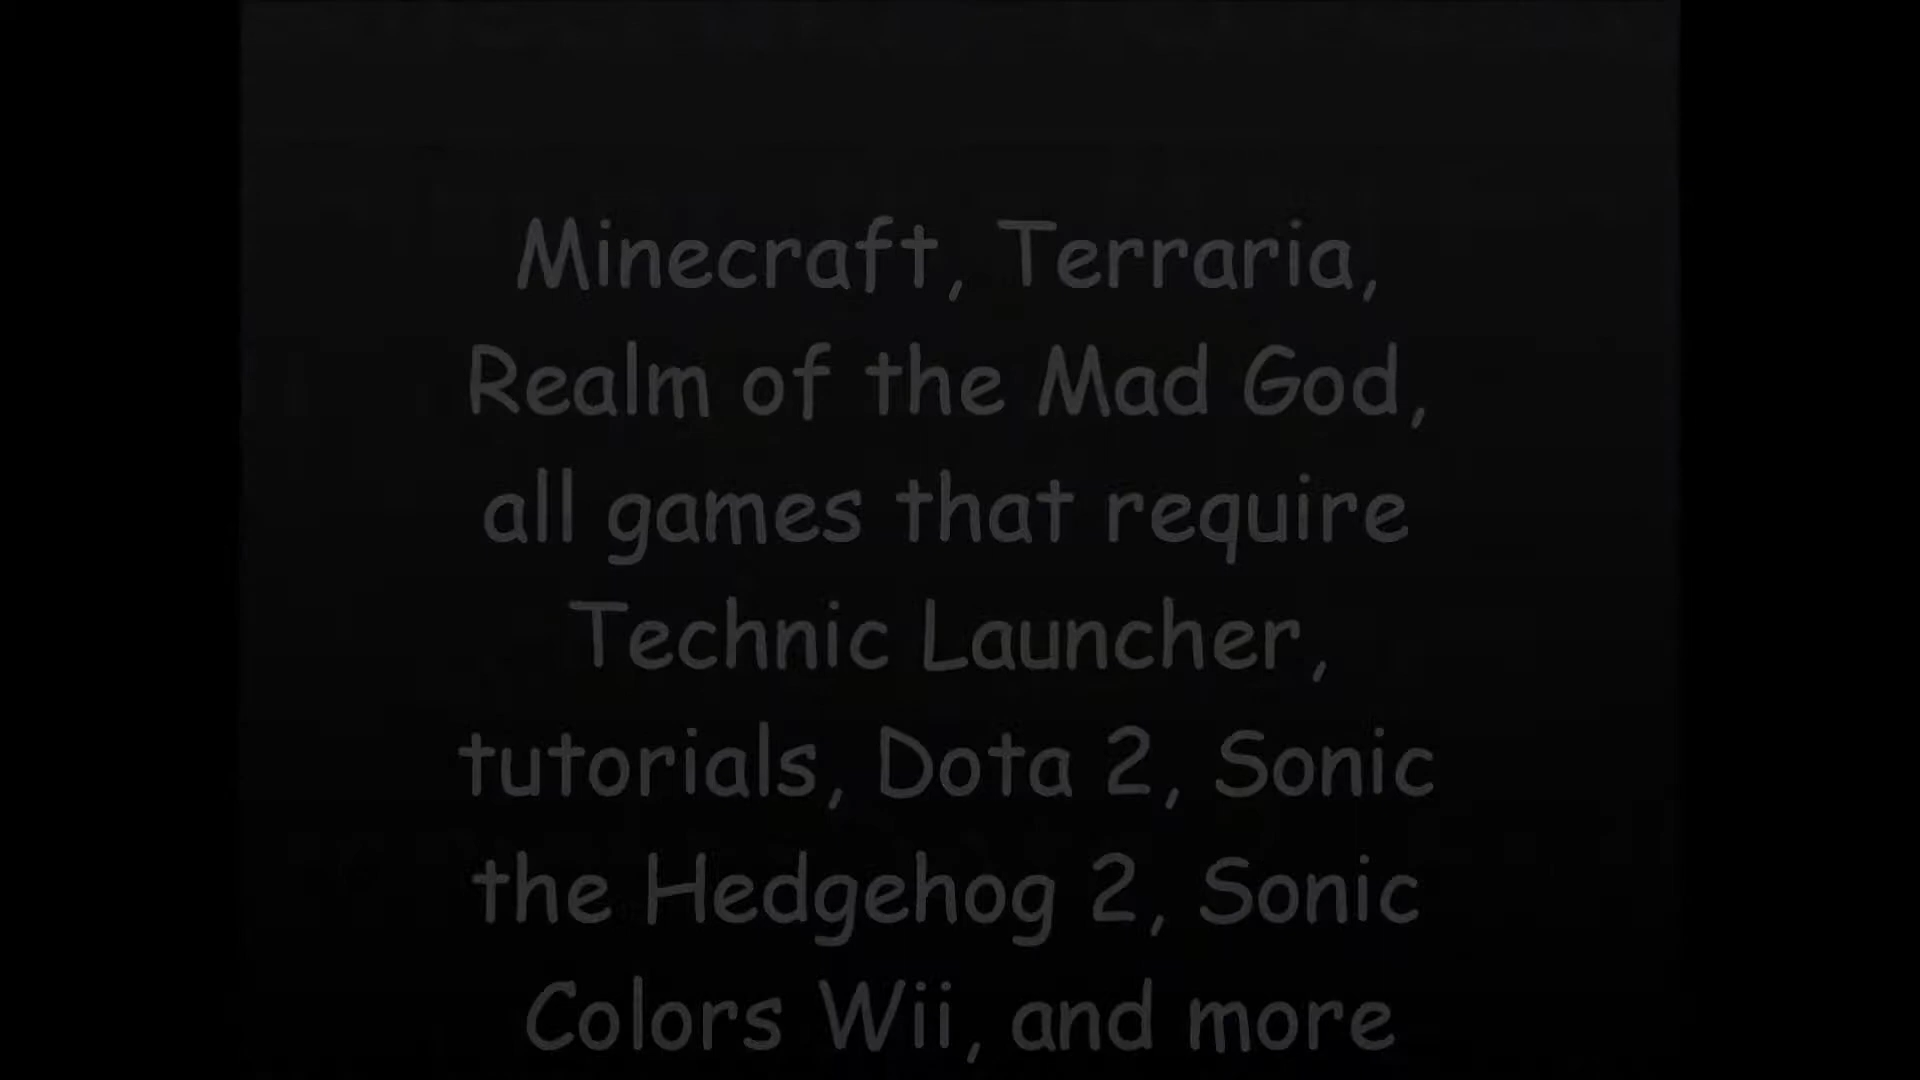 Minecraft, Terraria,
Realm of the Mad God,
all games that require
Technic Launcher,
tutorials, Dota 2, Sonic
the Hedgehog 2, Sonic
Colors Wii, and more